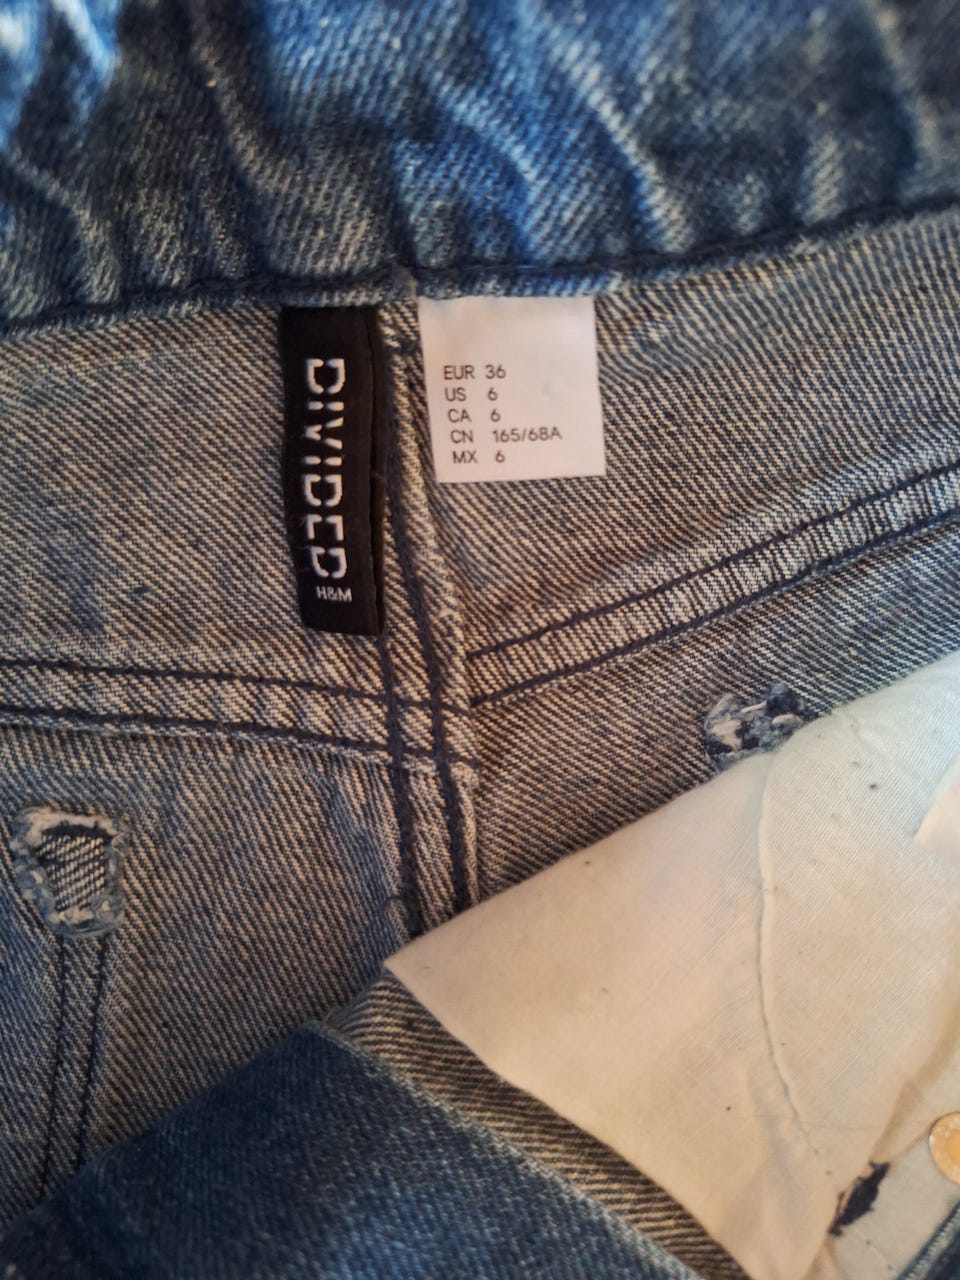 DIVIDED
H&M
EUR 36
US 6
CA 6
CN 165/68A
MX 6